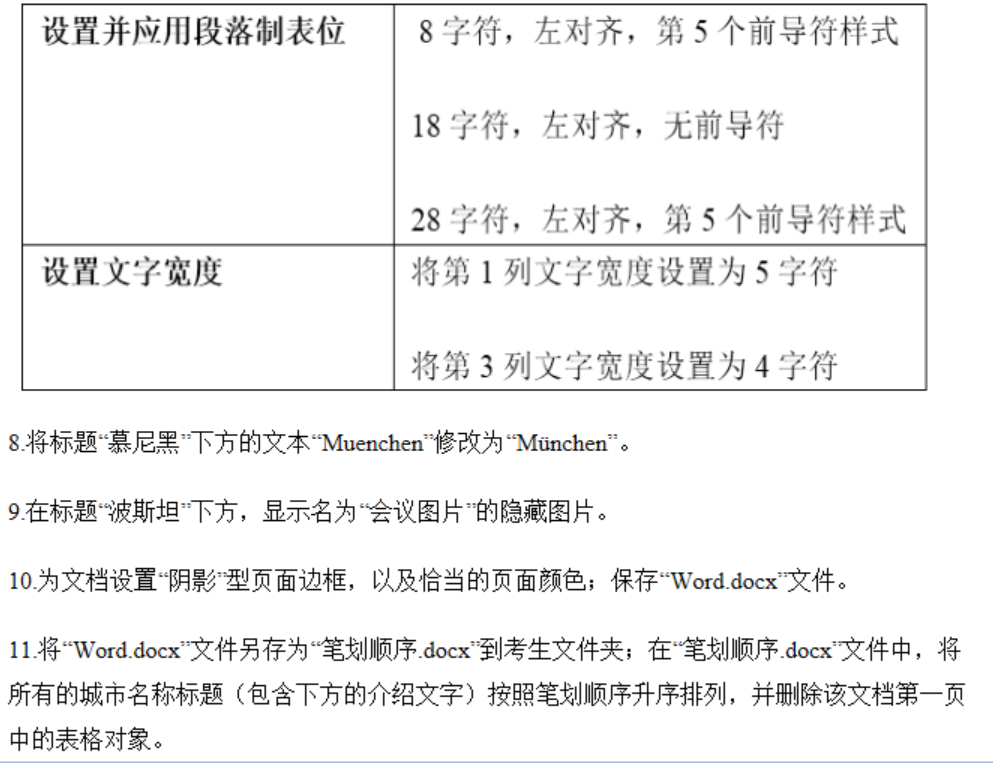 设置并应用段落制表位 8 字符，左对齐，第 5 个前导符样式
18 字符，左对齐，无前导符
28 字符，左对齐，第 5 个前导符样式
设置文字宽度 将第 1 列文字宽度设置为 5 字符
将第 3 列文字宽度设置为 4 字符
8.将标题“慕尼黑”下方的文本“Muenchen”修改为“München”。
9.在标题“波斯坦”下方，显示名为“会议图片”的隐藏图片。
10.为文档设置“阴影”型页面边框，以及恰当的页面颜色；保存“Word.docx”文件。
11.将“Word.docx”文件另存为“笔划顺序.docx”到考生文件夹；在“笔划顺序.docx”文件中，将
所有的城市名称标题（包含下方的介绍文字）按照笔划顺序升序排列，并删除该文档第一页
中的表格对象。